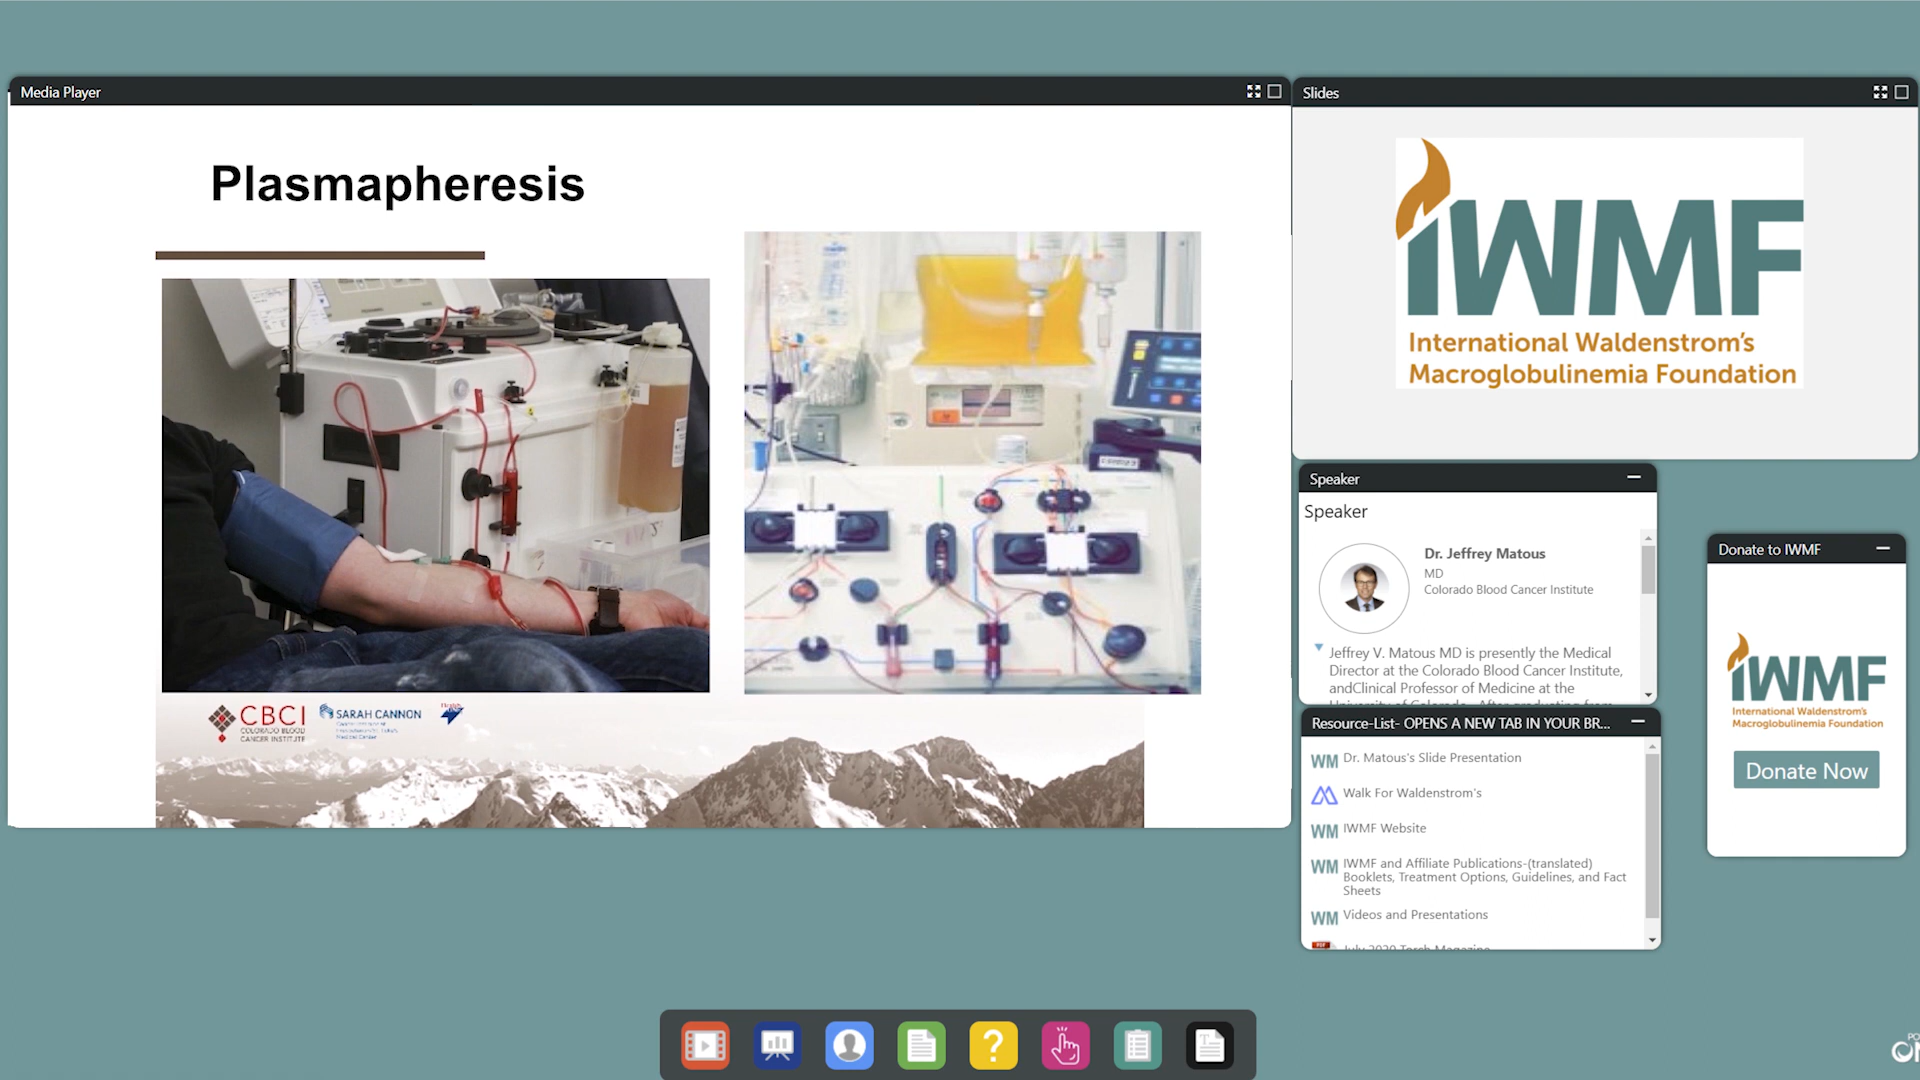 Media Player
Plasmapheresis
CBCI
COLORADO BLOOD
CANCER INSTITUTE
SARAH CANNON
Slides
IWMF
International Waldenstrom's
Macroglobulinemia Foundation
Speaker
Speaker
Dr. Jeffrey Matous
MD
Colorado Blood Cancer Institute
Jeffrey V. Matous MD is presently the Medical
Director at the Colorado Blood Cancer Institute,
andClinical Professor of Medicine at the
Resource-List- OPENS A NEW TAB IN YOUR BR...
WM Dr. Matous's Slide Presentation
Walk For Waldenstrom's
WM IWMF Website
WM IWMF and Affiliate Publications-(translated)
Booklets, Treatment Options, Guidelines, and Fact
Sheets
WM Videos and Presentations
July 2020 Torch Magazine
Donate to IWMF
IWMF
International Waldenstrom's
Macroglobulinemia Foundation
Donate Now